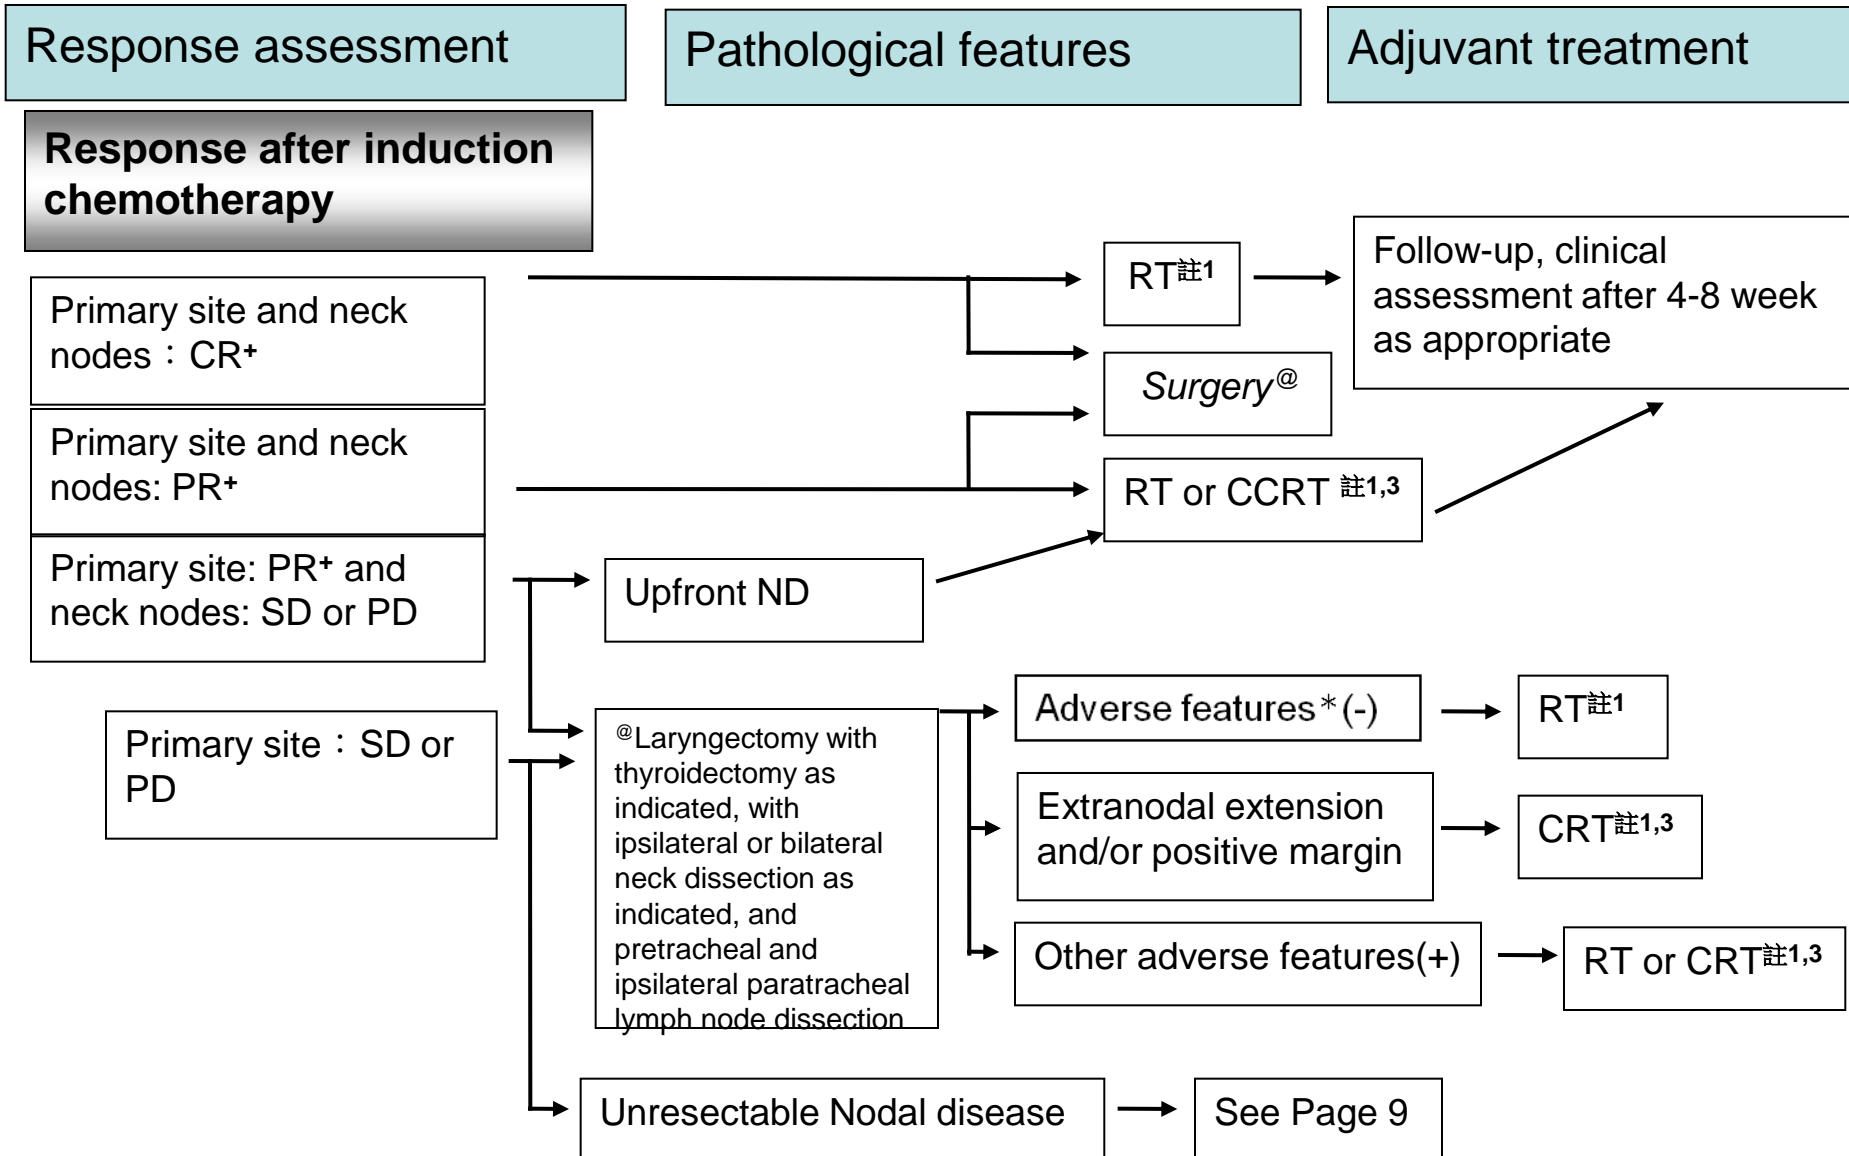 Response assessment
Pathological features
Adjuvant treatment
Response after induction
chemotherapy
Primary site and neck
nodes：CR+
RT註1
Follow-up, clinical
assessment after 4-8 week
as appropriate
Surgery@
Primary site and neck
nodes: PR+
RT or CCRT 註1,3
Primary site: PR+ and
neck nodes: SD or PD
Upfront ND
Primary site：SD or
PD
@Laryngectomy with
thyroidectomy as
indicated, with
ipsilateral or bilateral
neck dissection as
indicated, and
pretracheal and
ipsilateral paratracheal
lymph node dissection
Adverse features*(-)
RT註1
Extranodal extension
and/or positive margin
CRT註1,3
Other adverse features(+)
RT or CRT註1,3
Unresectable Nodal disease
See Page 9